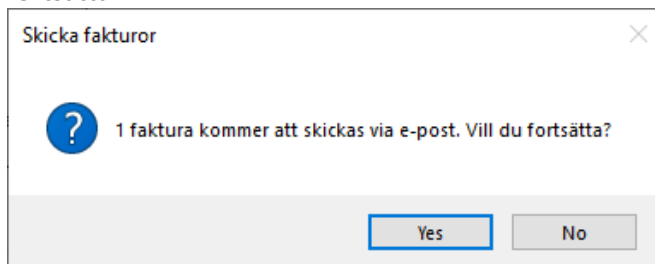 Skicka fakturor
?
1 faktura kommer att skickas via e-post. Vill du fortsätta?
Yes
No